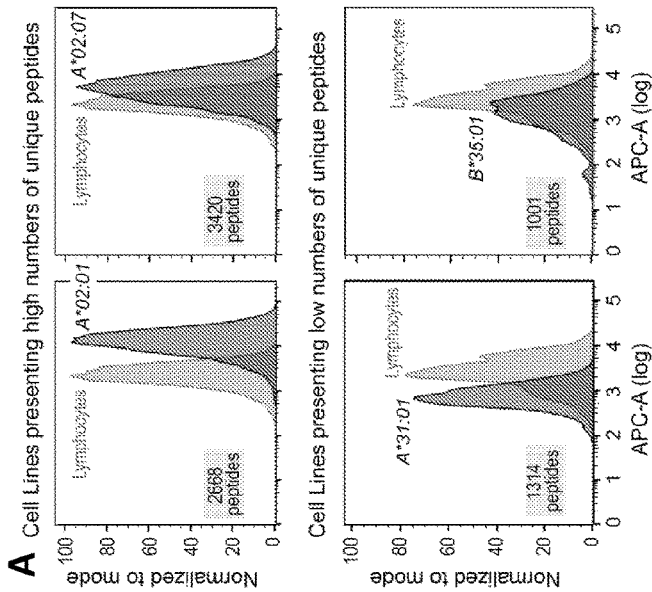 A
Cell Lines presenting high numbers of unique peptides
Normalized to mode
100
80
60
40
20
0
Lymphocytes
A*02:01
2668
peptides
Lymphocytes
A*02:07
3420
peptides
Cell Lines presenting low numbers of unique peptides
Normalized to mode
100
80
60
40
20
0
A*31:01
Lymphocytes
1314
peptides
0 1 2 3 4 5
APC-A (log)
Lymphocytes
B*35:01
1001
peptides
0 1 2 3 4 5
APC-A (log)